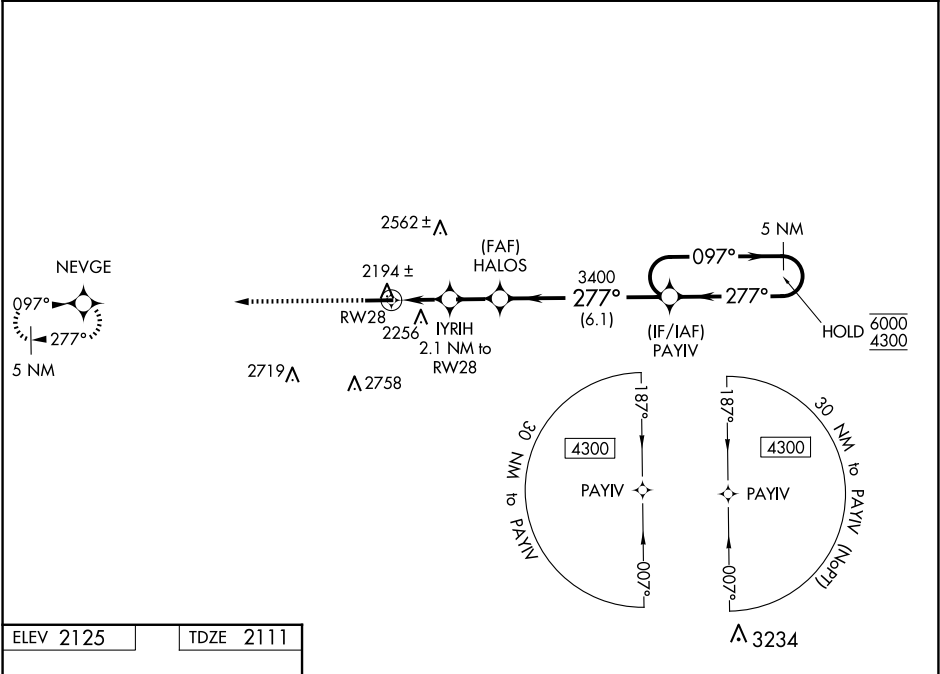 2562 ±
5 NM
(FAF)
HALOS
097°
NEVGE
2194 ±
3400
277°
277°
(6.1)
097°
RW28
2256
IYRIH
2.1 NM to
RW28
(IF/IAF)
PAYIV
HOLD
6000
4300
277°
5 NM
2719
2758
187°
187°
30 NM to PAYIV
4300
PAYIV
007°
30 NM to PAYIV (NoPT)
4300
PAYIV
007°
3234
ELEV 2125
TDZE 2111